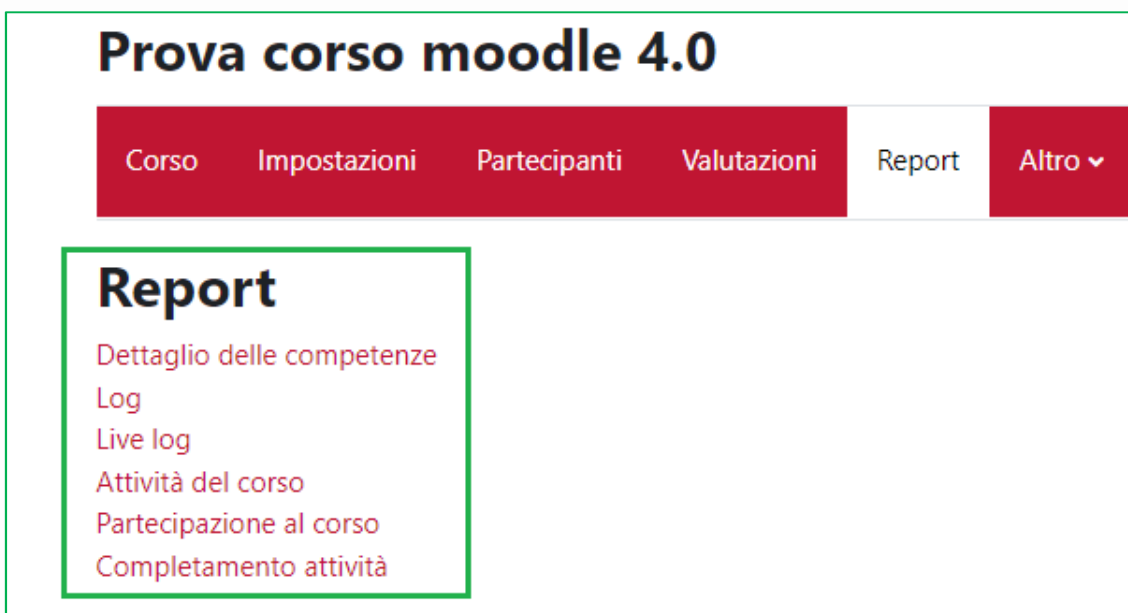 Prova corso moodle 4.0
Corso Impostazioni Partecipanti Valutazioni Report Altro
Report
Dettaglio delle competenze
Log
Live log
Attività del corso
Partecipazione al corso
Completamento attività